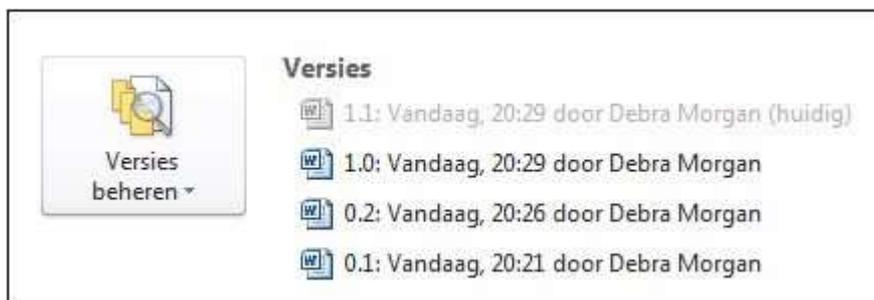 Versies
beheren
Versies
1.1: Vandaag, 20:29 door Debra Morgan (huidig)
1.0: Vandaag, 20:29 door Debra Morgan
0.2: Vandaag, 20:26 door Debra Morgan
0.1: Vandaag, 20:21 door Debra Morgan